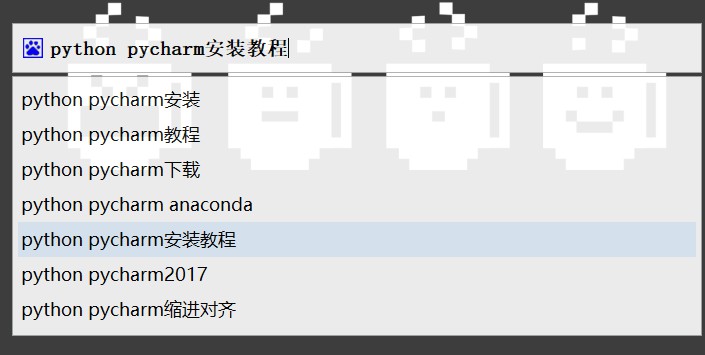 python pycharm安装教程
python pycharm安装
python pycharm教程
python pycharm下载
python pycharm anaconda
python pycharm安装教程
python pycharm2017
python pycharm缩进对齐